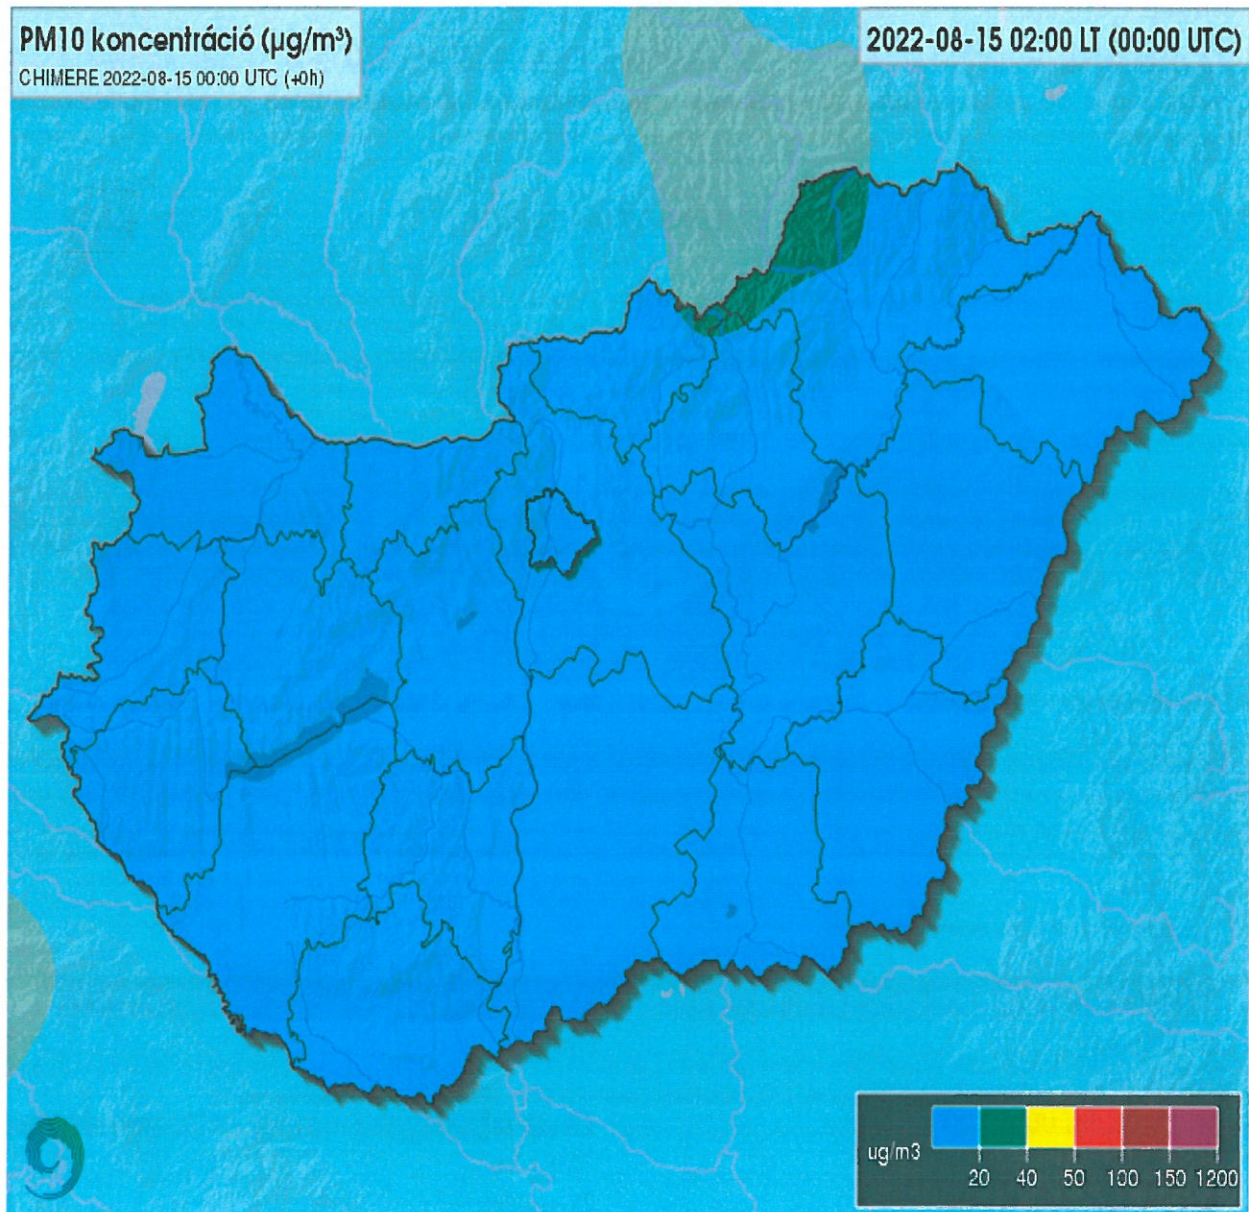 PM10 koncentráció (µg/m³)
CHIMERE 2022-08-15 00:00 UTC (+0h)
2022-08-15 02:00 LT (00:00 UTC)
ug/m3
20 40 50 100 150 1200